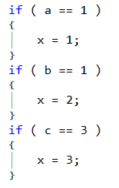 if ( a == 1 )
{
    x = 1;
}
if ( b == 1 )
{
    x = 2;
}
if ( c == 3 )
{
    x = 3;
}